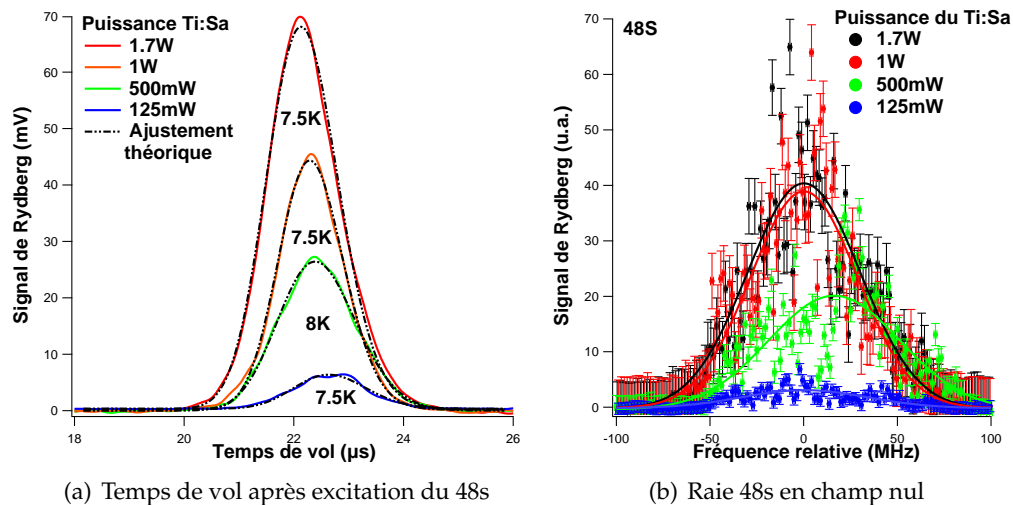 Puissance Ti:Sa
1.7W
1W
500mW
125mW
Ajustement
théorique
7.5K
7.5K
8K
7.5K
Signal de Rydberg (mV)
70
60
50
40
30
20
10
0
18
20
22
24
26
Temps de vol (µs)
(a) Temps de vol après excitation du 48s
48S
Puissance du Ti:Sa
1.7W
1W
500mW
125mW
Signal de Rydberg (u.a.)
70
60
50
40
30
20
10
0
-100
-50
0
50
100
Fréquence relative (MHz)
(b) Raie 48s en champ nul